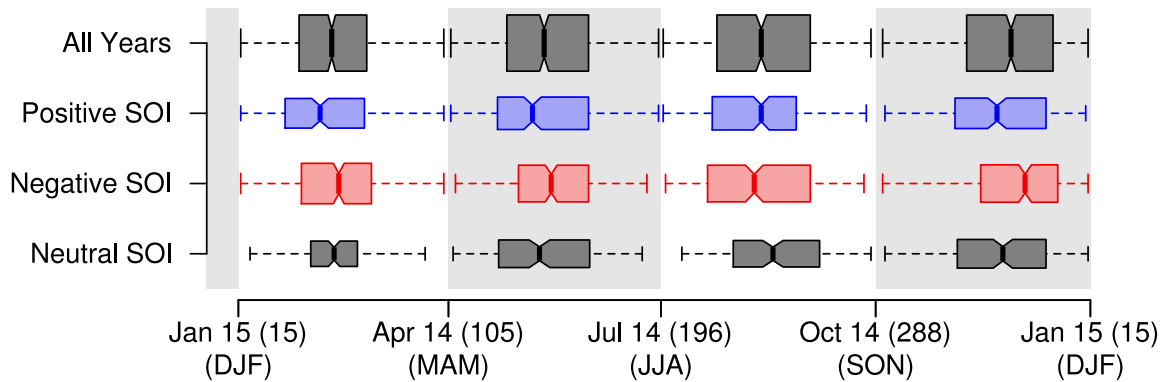 All Years
Positive SOI
Negative SOI
Neutral SOI
Jan 15 (15) Apr 14 (105) Jul 14 (196) Oct 14 (288) Jan 15 (15)
(DJF) (MAM) (JJA) (SON) (DJF)